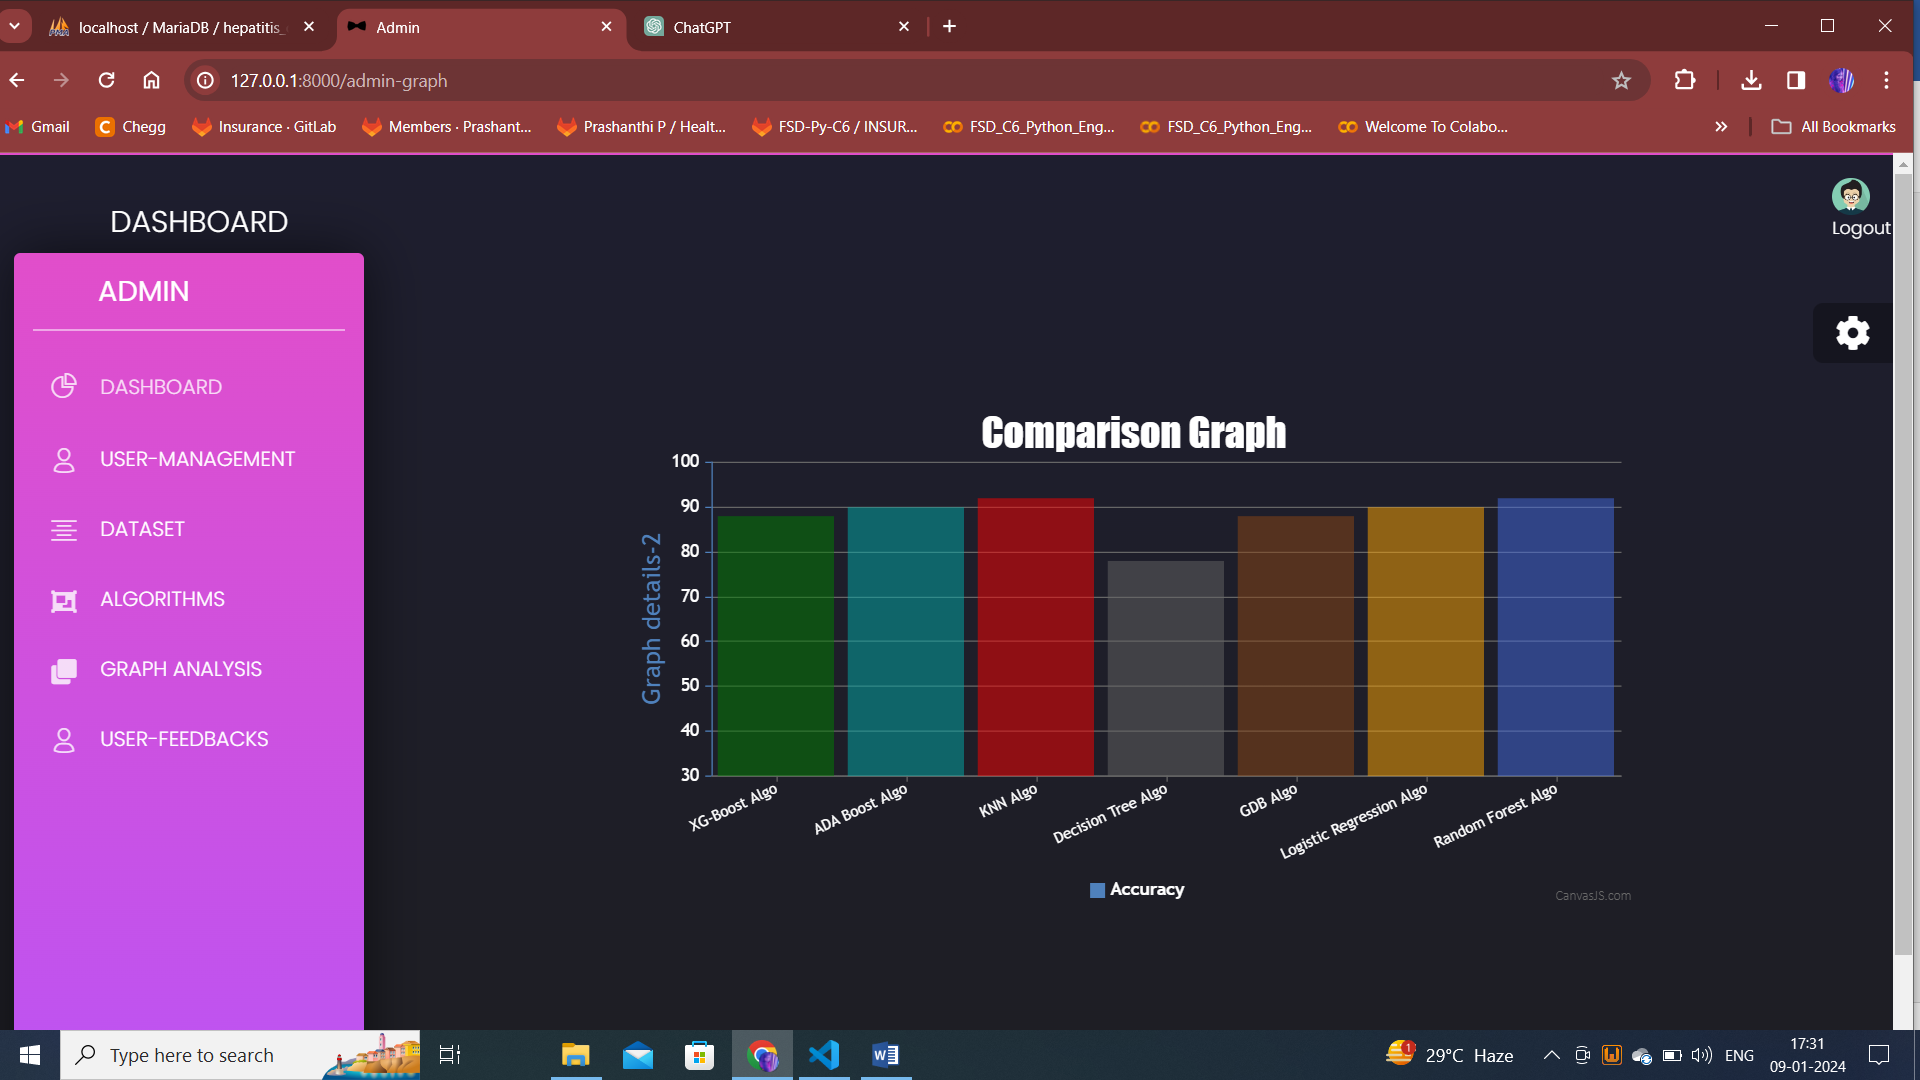 localhost / MariaDB / hepatitis_
Admin
ChatGPT
127.0.0.1:8000/admin-graph
Gmail
Chegg
Insurance · GitLab
Members · Prashant...
Prashanthi P / Healt...
FSD-Py-C6 / INSUR...
FSD_C6_Python_Eng...
FSD_C6_Python_Eng...
Welcome To Colabo...
All Bookmarks
DASHBOARD
Logout
ADMIN
DASHBOARD
USER-MANAGEMENT
DATASET
ALGORITHMS
GRAPH ANALYSIS
USER-FEEDBACKS
Comparison Graph
Graph details-2
100
90
80
70
60
50
40
30
XG-Boost Algo
ADA Boost Algo
KNN Algo
Decision Tree Algo
GDB Algo
Logistic Regression Algo
Random Forest Algo
Accuracy
CanvasJS.com
Type here to search
1
29°C Haze
ENG
17:31
09-01-2024